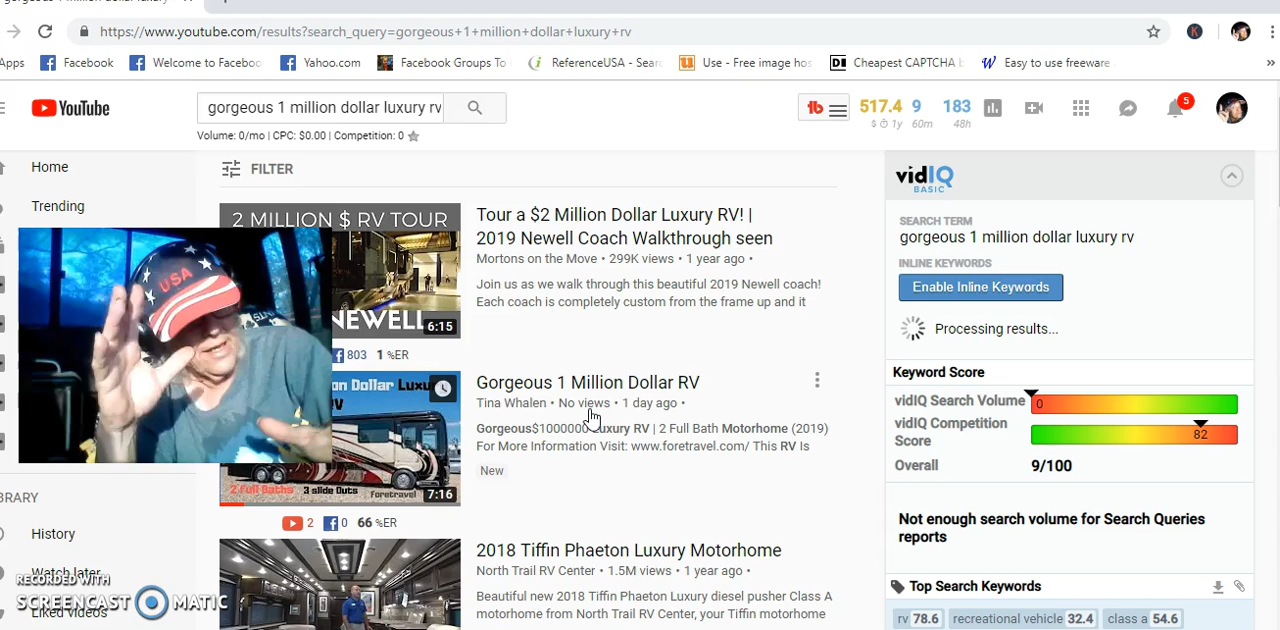 gorgeous 1 million dollar luxury
https://www.youtube.com/results?search_query=gorgeous+1+million+dollar+luxury+rv
Apps Facebook Welcome to Faceboo Yahoo.com Facebook Groups To ReferenceUSA - Sear Use - Free image hos Cheapest CAPTCHA b Easy to use freeware »
YouTube
gorgeous 1 million dollar luxury rv
517.4 9 183
$ 1y 60m 48h
5
Volume: 0/mo | CPC: $0.00 | Competition: 0
Home
Trending
FILTER
2 MILLION $ RV TOUR
NEWELL
6:15
Tour a $2 Million Dollar Luxury RV! |
2019 Newell Coach Walkthrough seen
Mortons on the Move • 299K views • 1 year ago •
Join us as we walk through this beautiful 2019 Newell coach!
Each coach is completely custom from the frame up and it
803 1 %ER
USA
on Dollar Luxu
RV
2 Full Baths 3 slide Outs foretravel
7:16
Gorgeous 1 Million Dollar RV
Tina Whalen • No views • 1 day ago •
Gorgeous$1000000 Luxury RV | 2 Full Bath Motorhome (2019)
For More Information Visit: www.foretravel.com/ This RV Is
New
2 0 66 %ER
2018 Tiffin Phaeton Luxury Motorhome
North Trail RV Center • 1.5M views • 1 year ago •
Beautiful new 2018 Tiffin Phaeton Luxury diesel pusher Class A
motorhome from North Trail RV Center, your Tiffin motorhome
BRARY
History
Watch later
Liked videos
RECORDED WITH
SCREENCAST MATIC
vidIQ
BASIC
SEARCH TERM
gorgeous 1 million dollar luxury rv
INLINE KEYWORDS
Enable Inline Keywords
Processing results...
Keyword Score
vidIQ Search Volume 0
vidIQ Competition
Score 82
Overall 9/100
Not enough search volume for Search Queries
reports
Top Search Keywords
rv 78.6 recreational vehicle 32.4 class a 54.6